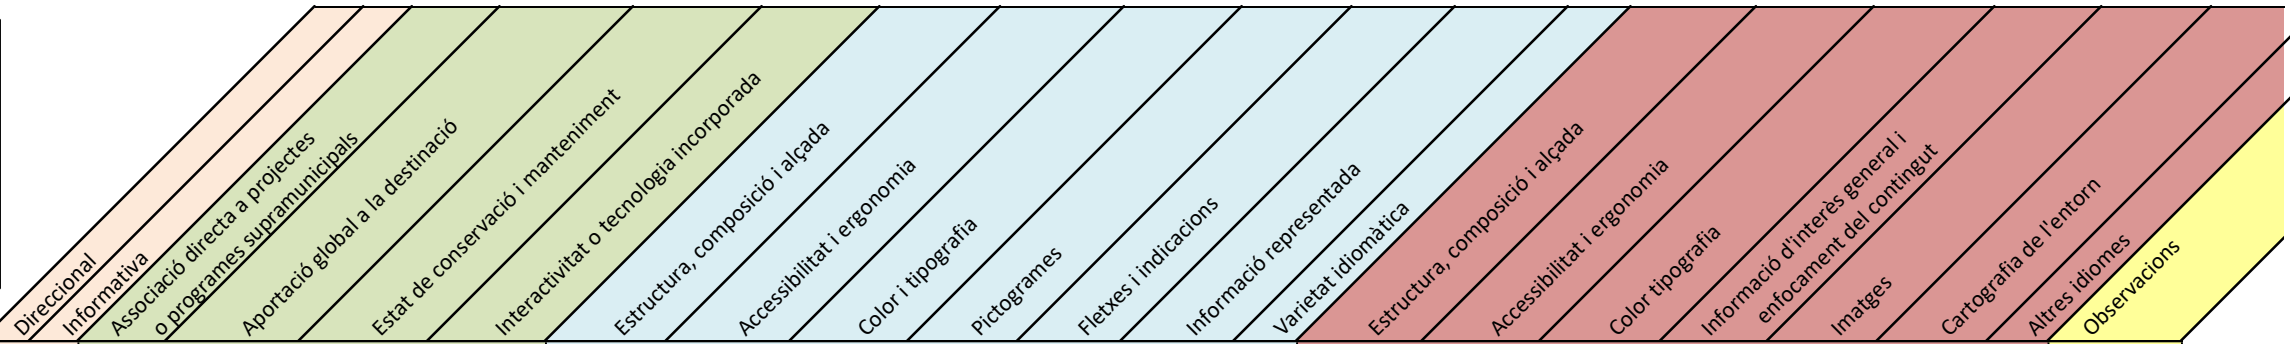 Direccional
Informativa
Associació directa a projectes
o programes supramunicipals
Aportació global a la destinació
Estat de conservació i manteniment
Interactivitat o tecnologia incorporada
Estructura, composició i alçada
Accessibilitat i ergonomia
Color i tipografia
Pictogrames
Fletxes i indicacions
Informació representada
Varietat idiomàtica
Estructura, composició i alçada
Accessibilitat i ergonomia
Color tipografia
Informació d'interès general i
enfocament del contingut
Imatges
Cartografia de l'entorn
Altres idiomes
Observacions